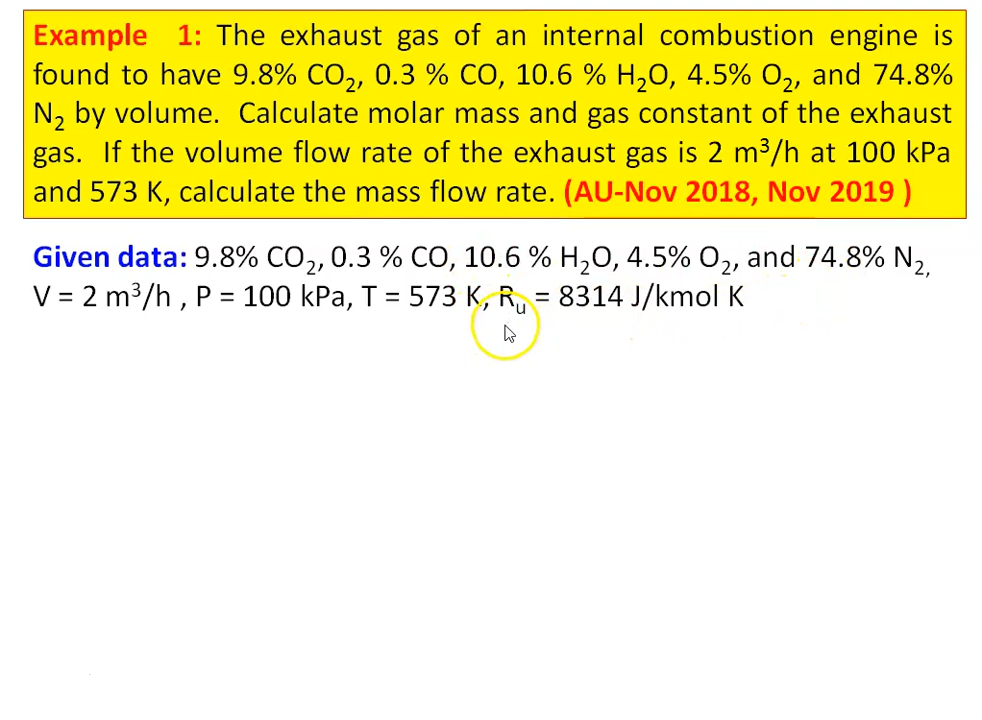 Example 1: The exhaust gas of an internal combustion engine is
found to have 9.8% CO₂, 0.3 % CO, 10.6 % H₂O, 4.5% O₂, and 74.8%
N₂ by volume. Calculate molar mass and gas constant of the exhaust
gas. If the volume flow rate of the exhaust gas is 2 m³/h at 100 kPa
and 573 K, calculate the mass flow rate. (AU-Nov 2018, Nov 2019 )
Given data: 9.8% CO₂, 0.3 % CO, 10.6 % H₂O, 4.5% O₂, and 74.8% N₂,
V = 2 m³/h , P = 100 kPa, T = 573 K, Rᵤ = 8314 J/kmol K